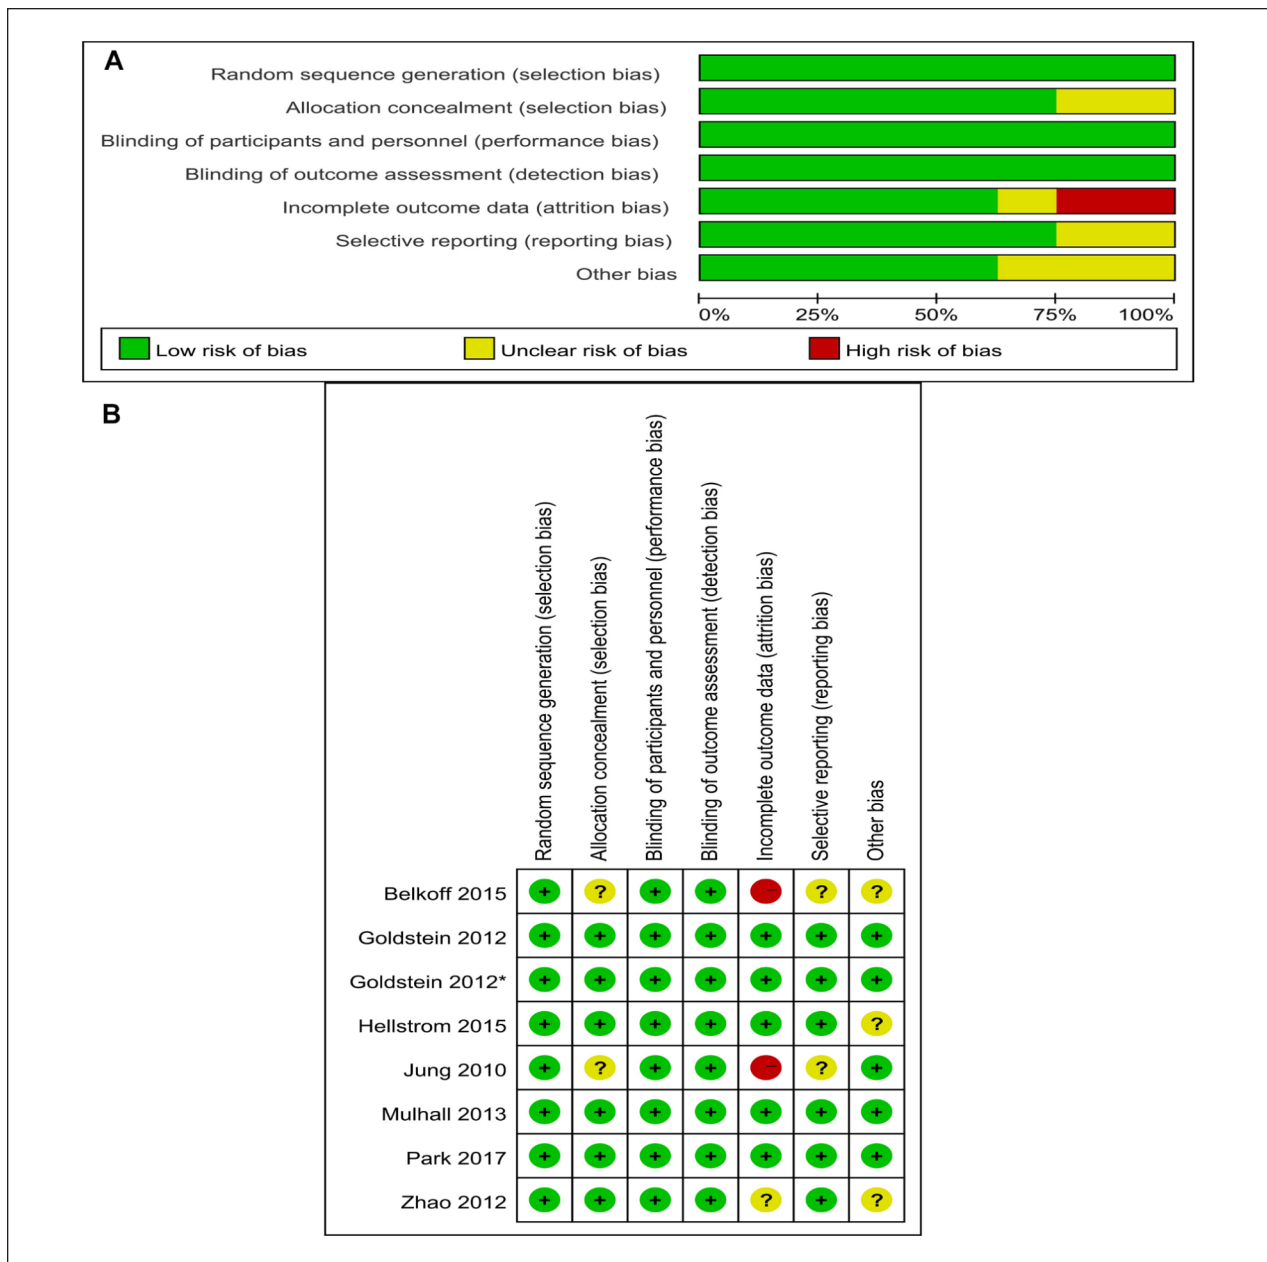 A
Random sequence generation (selection bias)
Allocation concealment (selection bias)
Blinding of participants and personnel (performance bias)
Blinding of outcome assessment (detection bias)
Incomplete outcome data (attrition bias)
Selective reporting (reporting bias)
Other bias
0% 25% 50% 75% 100%
Low risk of bias Unclear risk of bias High risk of bias
B
Random sequence generation (selection bias)
Allocation concealment (selection bias)
Blinding of participants and personnel (performance bias)
Blinding of outcome assessment (detection bias)
Incomplete outcome data (attrition bias)
Selective reporting (reporting bias)
Other bias
Belkoff 2015 + ? + + − ? ?
Goldstein 2012 + + + + + + +
Goldstein 2012* + + + + + + +
Hellstrom 2015 + + + + + + ?
Jung 2010 + ? + + − ? +
Mulhall 2013 + + + + + + +
Park 2017 + + + + + + +
Zhao 2012 + + + + ? + ?